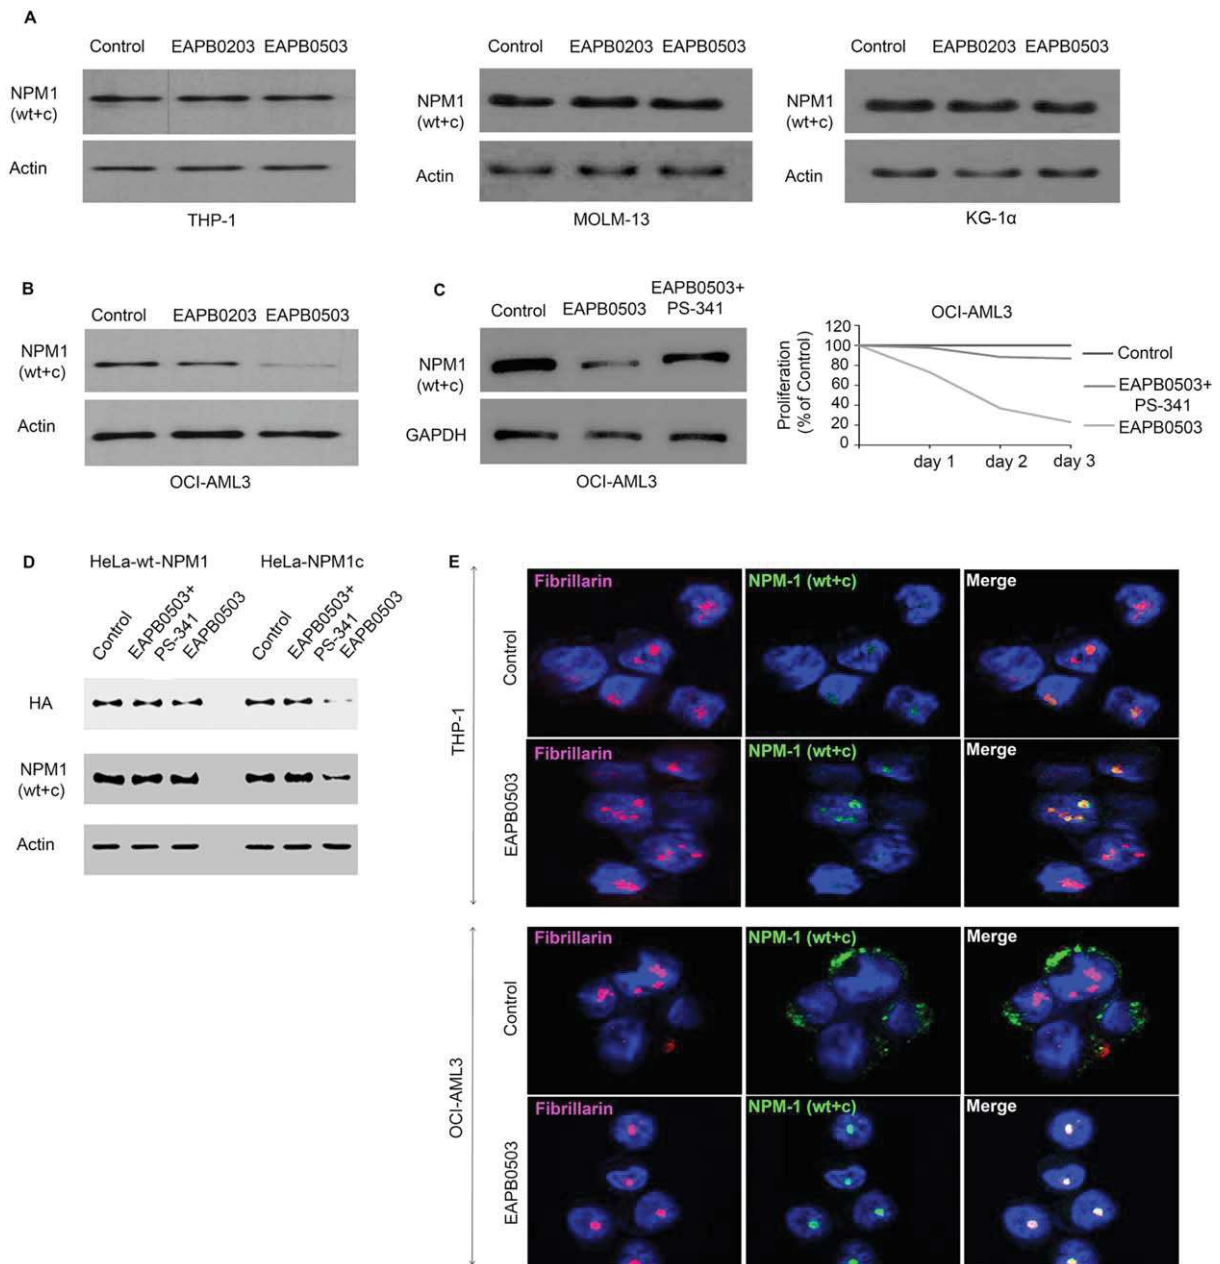 A
Control EAPB0203 EAPB0503
NPM1
(wt+c)
Actin
THP-1
Control EAPB0203 EAPB0503
NPM1
(wt+c)
Actin
MOLM-13
Control EAPB0203 EAPB0503
NPM1
(wt+c)
Actin
KG-1α
B
Control EAPB0203 EAPB0503
NPM1
(wt+c)
Actin
OCI-AML3
C
Control EAPB0503 EAPB0503+
PS-341
NPM1
(wt+c)
GAPDH
OCI-AML3
OCI-AML3
Proliferation
(% of Control)
120
100
80
60
40
20
0
day 1 day 2 day 3
Control
EAPB0503+
PS-341
EAPB0503
D
HeLa-wt-NPM1 HeLa-NPM1c
Control
EAPB0503+
PS-341
EAPB0503
Control
EAPB0503+
PS-341
EAPB0503
HA
NPM1
(wt+c)
Actin
E
THP-1
Control
Fibrillarin NPM-1 (wt+c) Merge
EAPB0503
Fibrillarin NPM-1 (wt+c) Merge
OCI-AML3
Control
Fibrillarin NPM-1 (wt+c) Merge
EAPB0503
Fibrillarin NPM-1 (wt+c) Merge